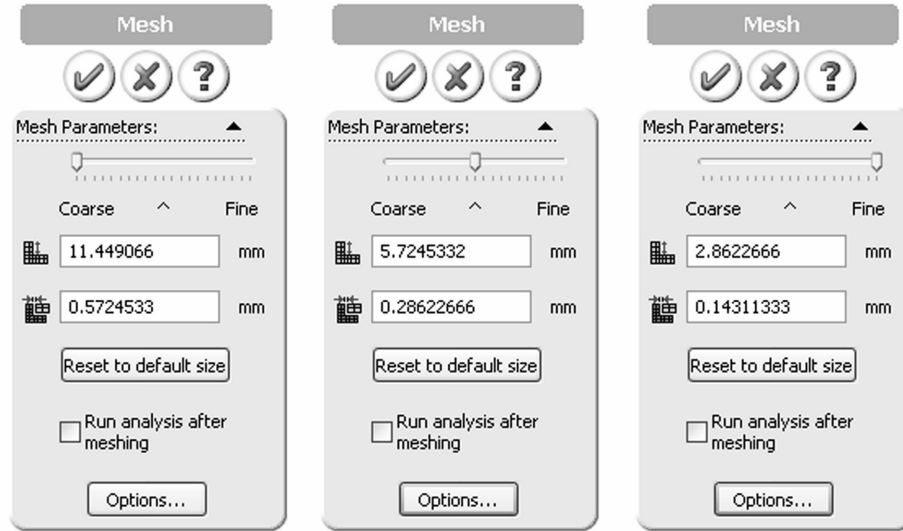 Mesh
?
Mesh Parameters:
Coarse ^ Fine
11.449066 mm
0.5724533 mm
Reset to default size
Run analysis after
meshing
Options...
Mesh
?
Mesh Parameters:
Coarse ^ Fine
5.7245332 mm
0.28622666 mm
Reset to default size
Run analysis after
meshing
Options...
Mesh
?
Mesh Parameters:
Coarse ^ Fine
2.8622666 mm
0.14311333 mm
Reset to default size
Run analysis after
meshing
Options...